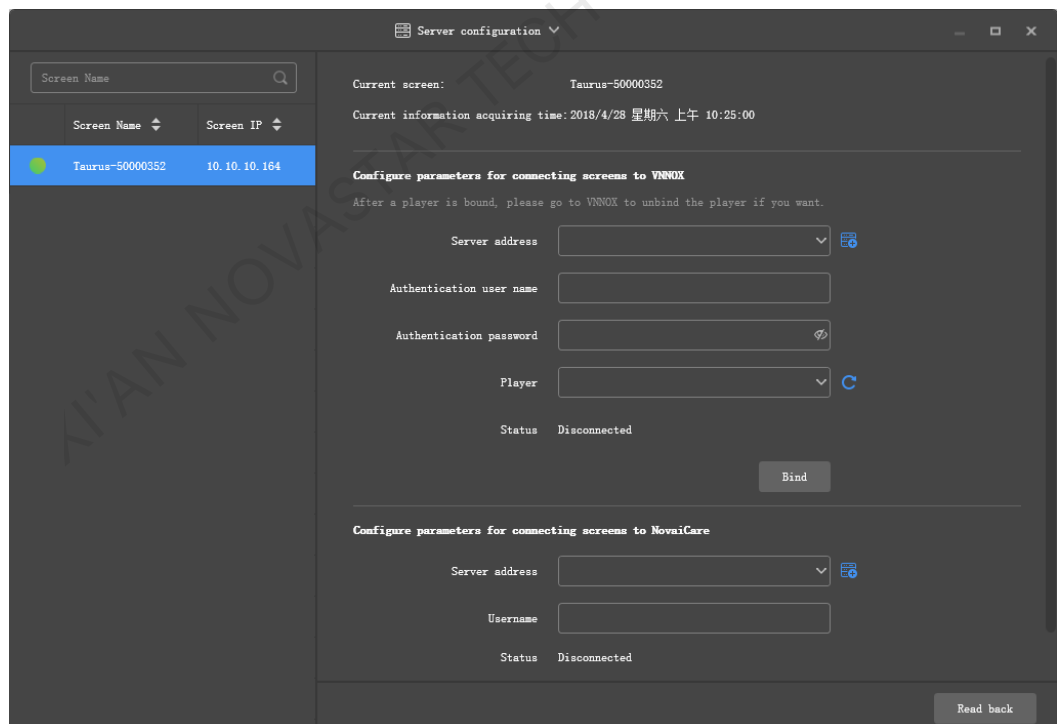 Server configuration
Screen Name
Screen Name Screen IP
Taurus-50000352 10.10.10.164
Current screen: Taurus-50000352
Current information acquiring time: 2018/4/28 星期六 上午 10:25:00
Configure parameters for connecting screens to VNNOX
After a player is bound, please go to VNNOX to unbind the player if you want.
Server address
Authentication user name
Authentication password
Player
Status Disconnected
Bind
Configure parameters for connecting screens to NovaiCare
Server address
Username
Status Disconnected
Read back
XI'AN NOVASTAR TECH